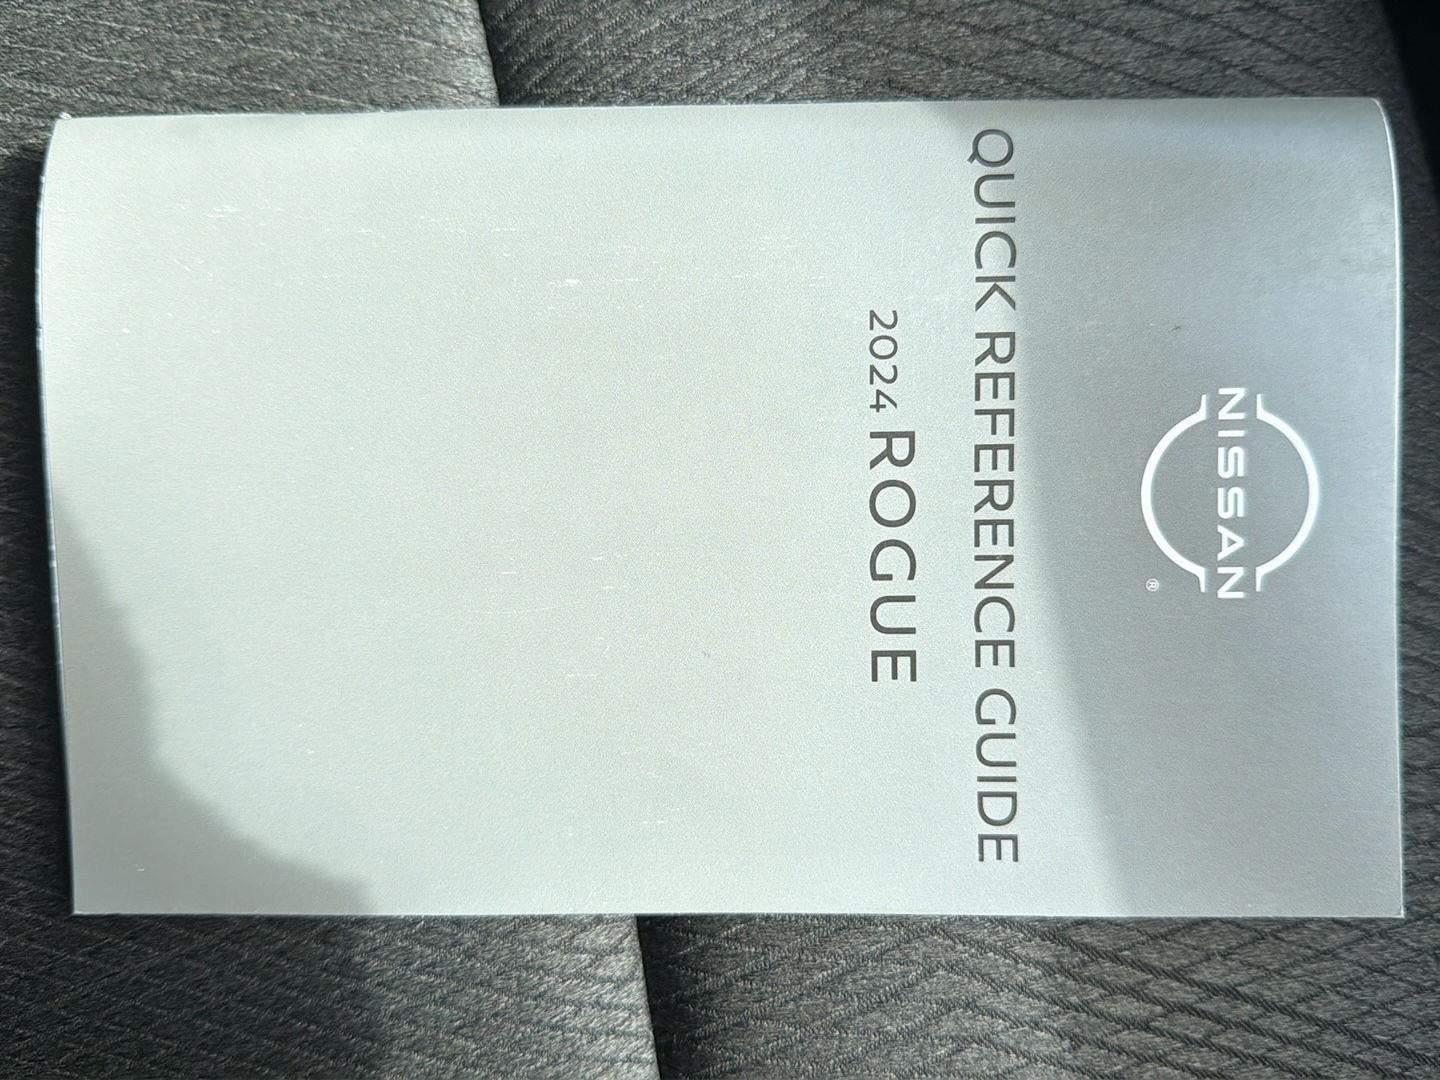 NISSAN
®
QUICK REFERENCE GUIDE
2024 ROGUE